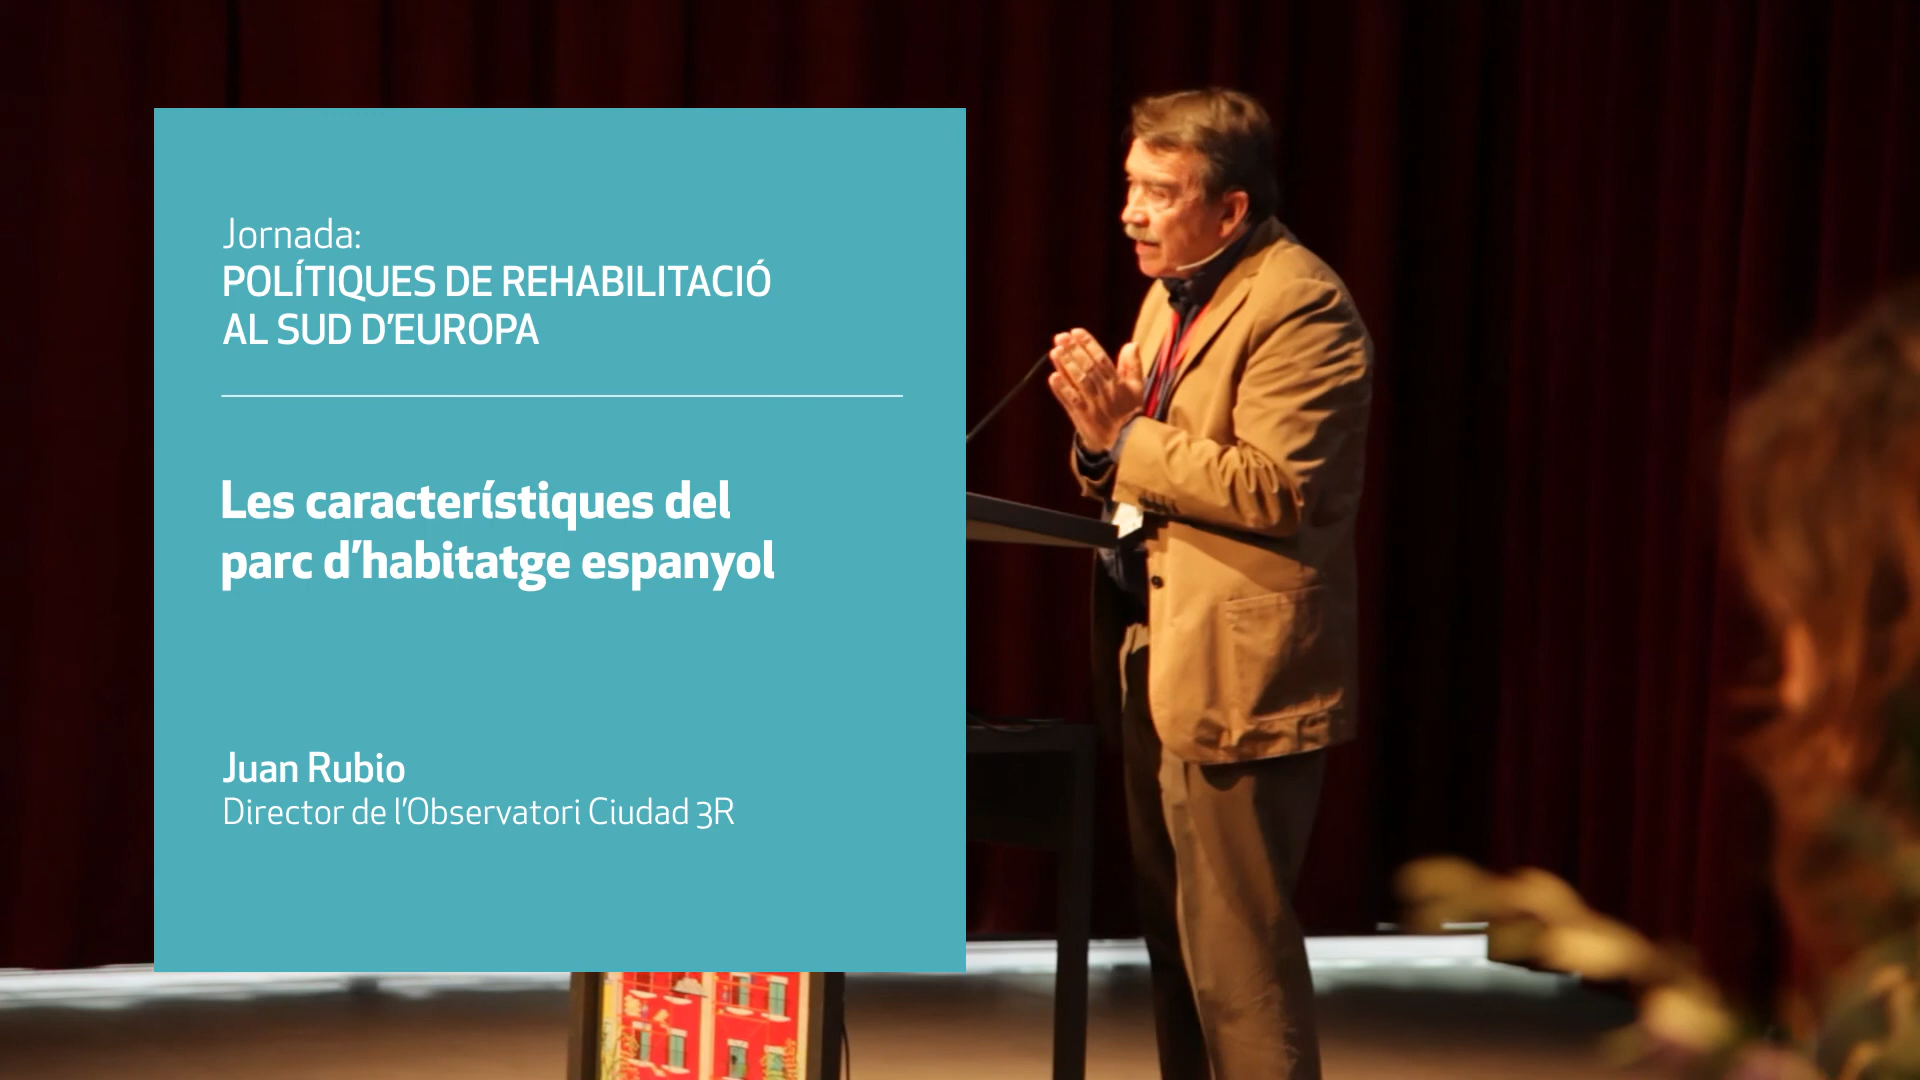 Jornada:
POLÍTIQUES DE REHABILITACIÓ
AL SUD D’EUROPA
Les característiques del
parc d’habitatge espanyol
Juan Rubio
Director de l’Observatori Ciudad 3R